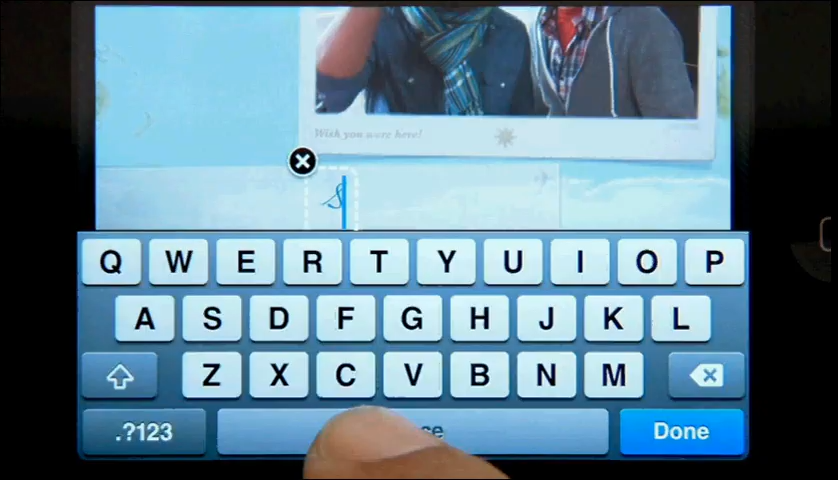 Wish you were here!
S
Q W E R T Y U I O P
A S D F G H J K L
Z X C V B N M
.?123 Done